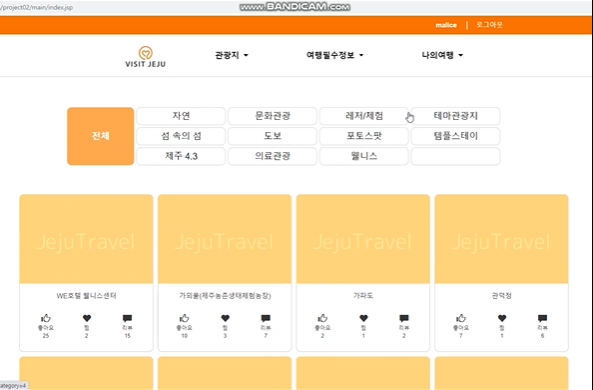 /project02/main/index.jsp
www.BANDICAM.com
malice | 로그아웃
VISIT JEJU
관광지 여행필수정보 나의여행
전체
자연 문화관광 레저/체험 테마관광지
섬 속의 섬 도보 포토스팟 템플스테이
제주 4.3 의료관광 웰니스
JejuTravel JejuTravel JejuTravel JejuTravel
WE호텔 웰니스센터 가뫼물(제주농촌생태체험농장) 가파도 관덕정
좋아요 찜 리뷰 좋아요 찜 리뷰 좋아요 찜 리뷰 좋아요 찜 리뷰
25 2 15 10 3 7 2 1 2 7 1 6
ategory=4